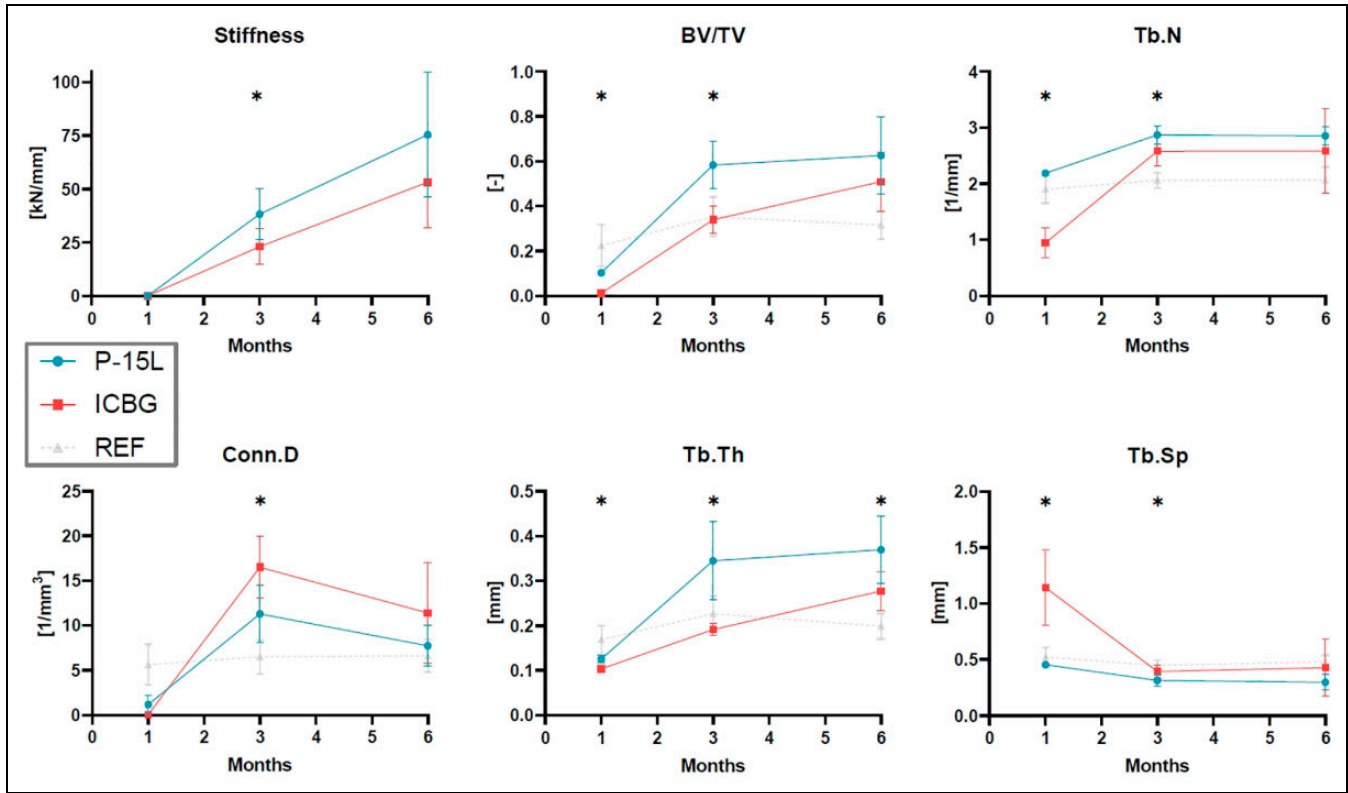 Stiffness
[kN/mm]
100
75
50
25
0
0 1 2 3 4 5 6
Months
*
BV/TV
[-]
1.0
0.8
0.6
0.4
0.2
0.0
0 1 2 3 4 5 6
Months
* *
Tb.N
[1/mm]
4
3
2
1
0
0 1 2 3 4 5 6
Months
* *
P-15L
ICBG
REF
Conn.D
[1/mm³]
25
20
15
10
5
0
0 1 2 3 4 5 6
Months
*
Tb.Th
[mm]
0.5
0.4
0.3
0.2
0.1
0.0
0 1 2 3 4 5 6
Months
* * *
Tb.Sp
[mm]
2.0
1.5
1.0
0.5
0.0
0 1 2 3 4 5 6
Months
* *